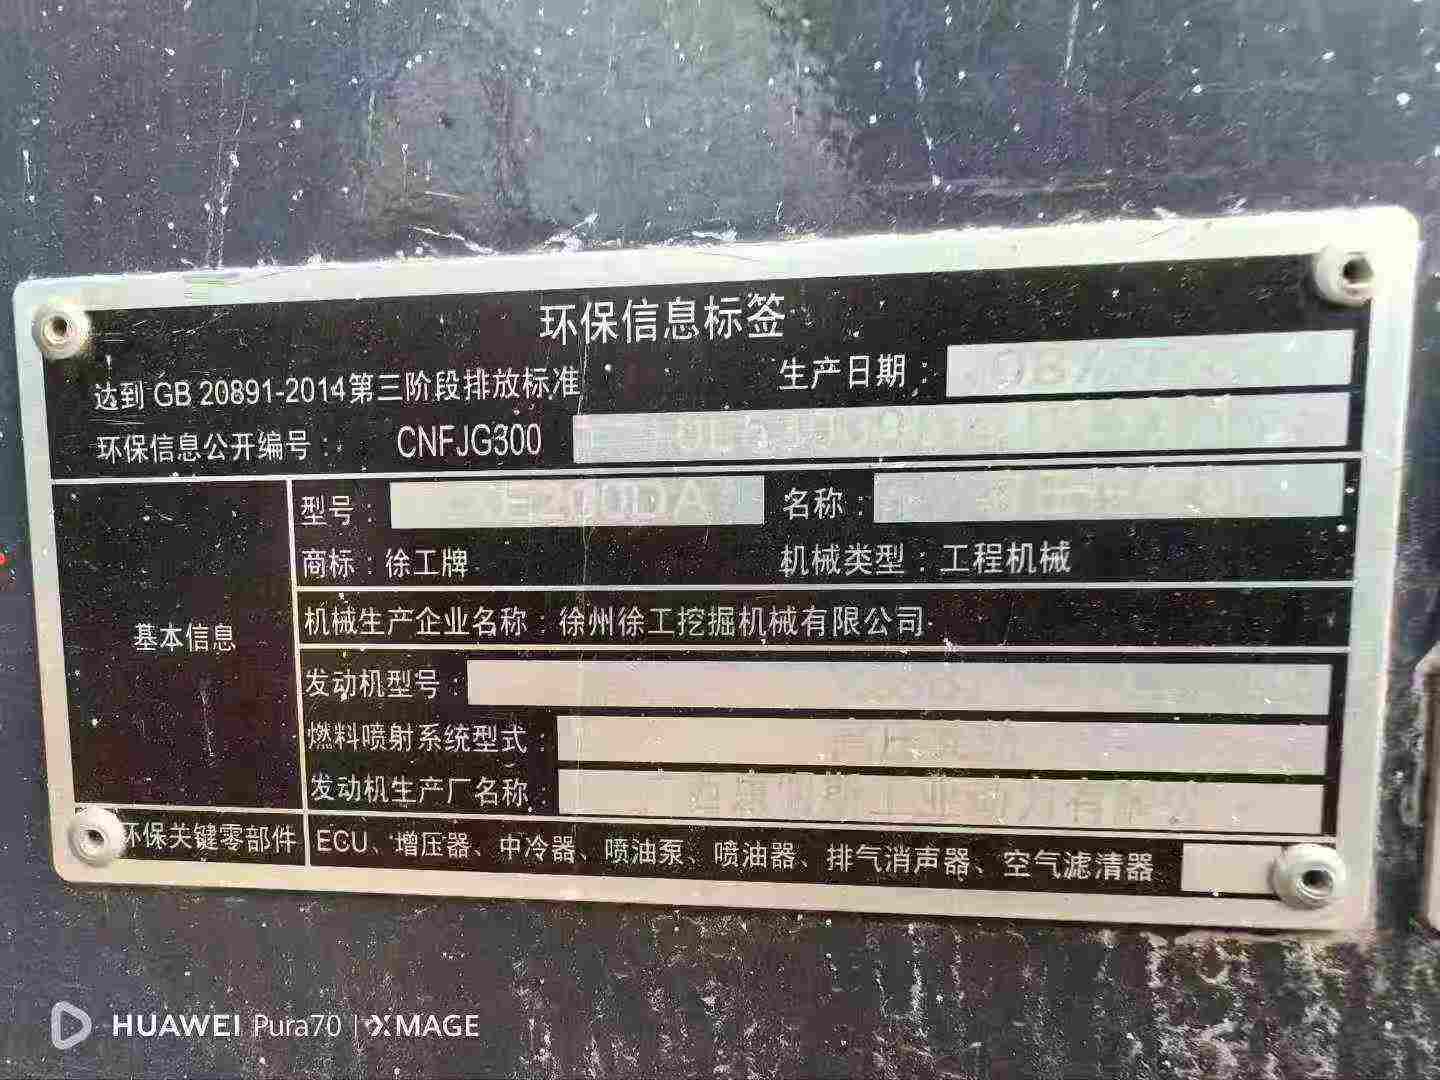 环保信息标签
达到 GB 20891-2014第三阶段排放标准 生产日期:
环保信息公开编号: CNFJG300
型号: E200DA 名称:
商标: 徐工牌 机械类型: 工程机械
机械生产企业名称: 徐州徐工挖掘机械有限公司
基本信息
发动机型号:
燃料喷射系统型式:
发动机生产厂名称:
环保关键零部件 ECU、增压器、中冷器、喷油泵、喷油器、排气消声器、空气滤清器
HUAWEI Pura70 | XMAGE